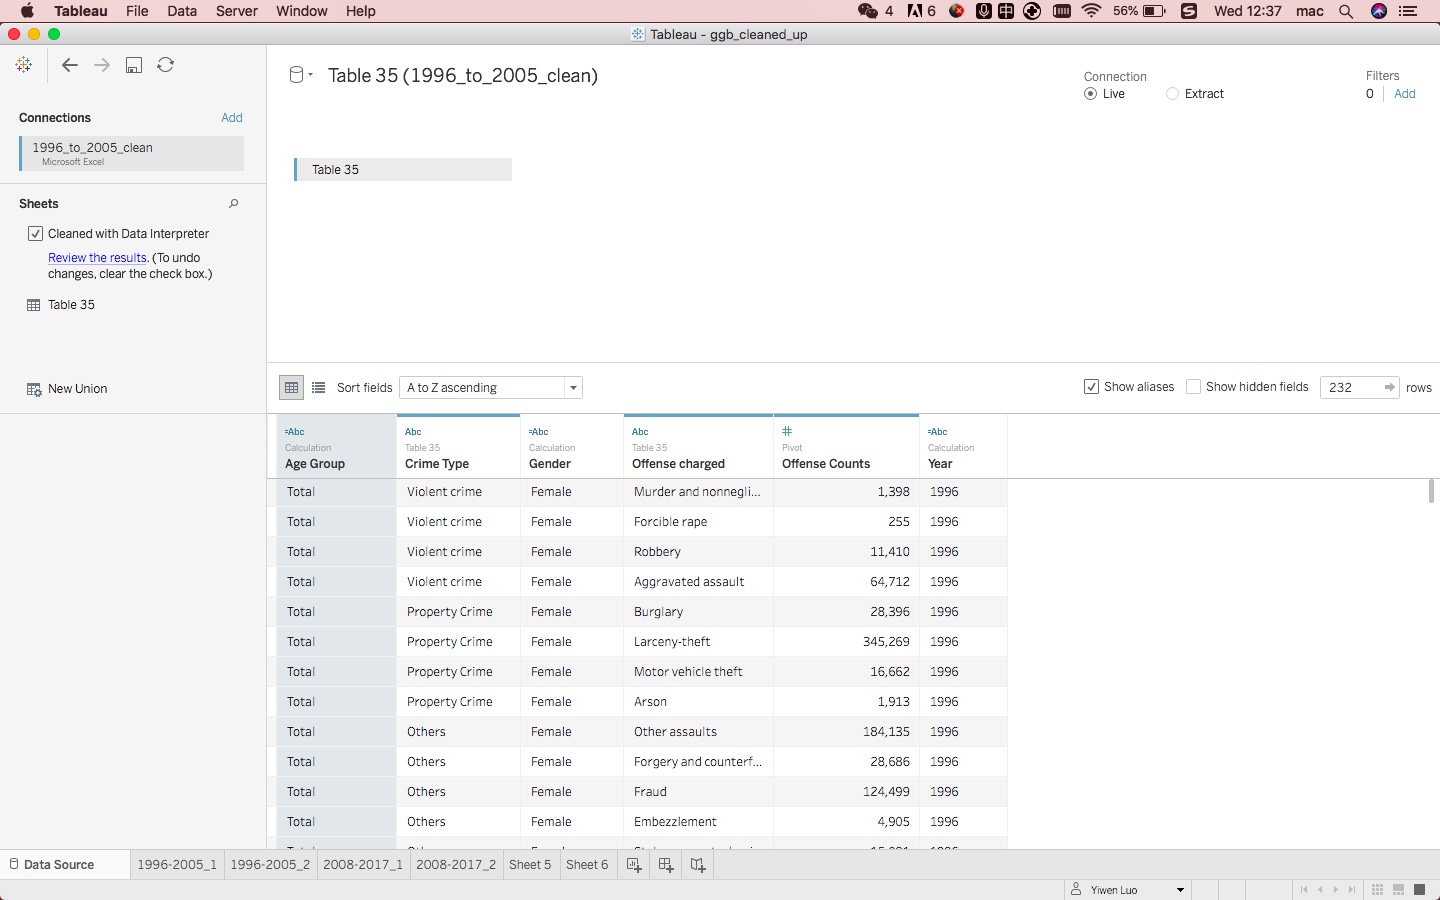 Tableau File Data Server Window Help 4 6 56% Wed 12:37 mac
Tableau - ggb_cleaned_up
Table 35 (1996_to_2005_clean)
Connection
Live Extract
Filters
0 Add
Connections Add
1996_to_2005_clean
Microsoft Excel
Sheets
Cleaned with Data Interpreter
Review the results. (To undo
changes, clear the check box.)
Table 35
New Union
Table 35
Sort fields A to Z ascending Show aliases Show hidden fields 232 rows
=Abc Abc =Abc Abc # =Abc
Calculation Table 35 Calculation Table 35 Pivot Calculation
Age Group Crime Type Gender Offense charged Offense Counts Year
Total Violent crime Female Murder and nonnegli... 1,398 1996
Total Violent crime Female Forcible rape 255 1996
Total Violent crime Female Robbery 11,410 1996
Total Violent crime Female Aggravated assault 64,712 1996
Total Property Crime Female Burglary 28,396 1996
Total Property Crime Female Larceny-theft 345,269 1996
Total Property Crime Female Motor vehicle theft 16,662 1996
Total Property Crime Female Arson 1,913 1996
Total Others Female Other assaults 184,135 1996
Total Others Female Forgery and counterf... 28,686 1996
Total Others Female Fraud 124,499 1996
Total Others Female Embezzlement 4,905 1996
Data Source 1996-2005_1 1996-2005_2 2008-2017_1 2008-2017_2 Sheet 5 Sheet 6
Yiwen Luo